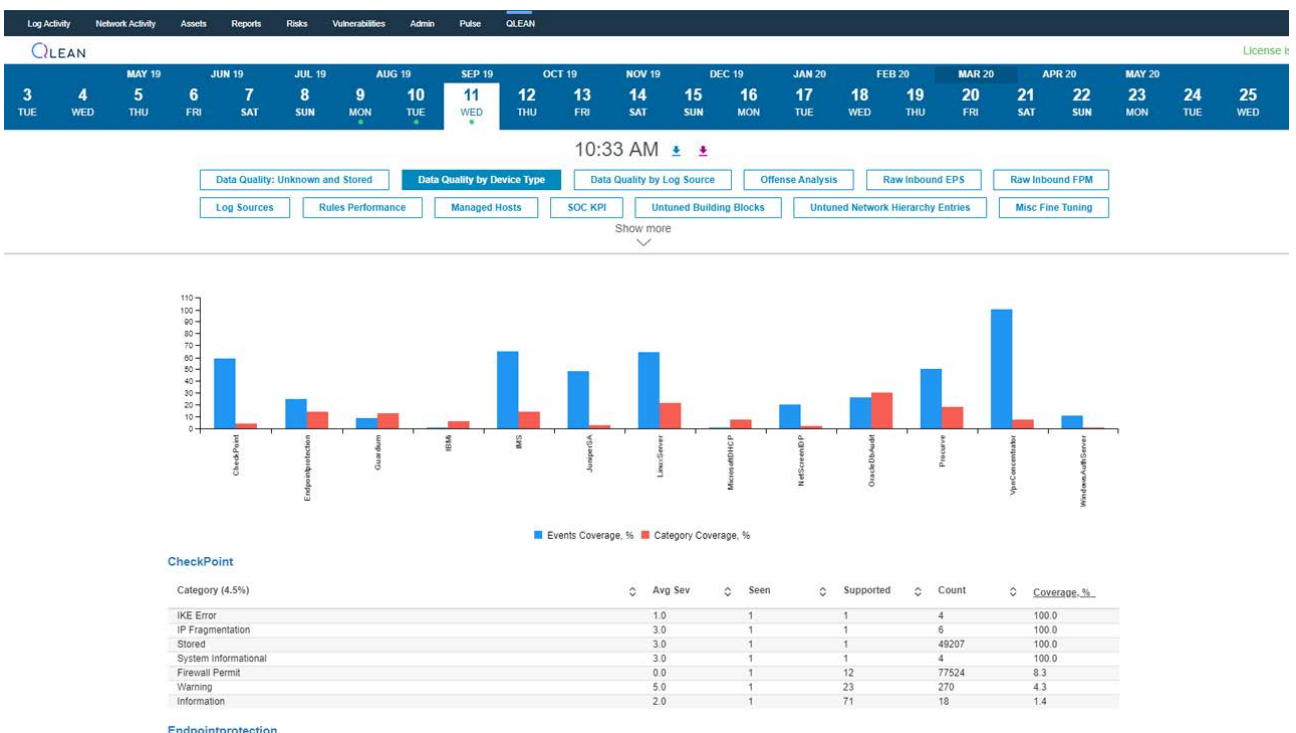 Log Activity Network Activity Assets Reports Risks Vulnerabilities Admin Pulse QLEAN
QLEAN
License is
MAY 19 JUN 19 JUL 19 AUG 19 SEP 19 OCT 19 NOV 19 DEC 19 JAN 20 FEB 20 MAR 20 APR 20 MAY 20
3 4 5 6 7 8 9 10 11 12 13 14 15 16 17 18 19 20 21 22 23 24 25
TUE WED THU FRI SAT SUN MON TUE WED THU FRI SAT SUN MON TUE WED THU FRI SAT SUN MON TUE WED
10:33 AM
Data Quality: Unknown and Stored Data Quality by Device Type Data Quality by Log Source Offense Analysis Raw Inbound EPS Raw Inbound FPM
Log Sources Rules Performance Managed Hosts SOC KPI Untuned Building Blocks Untuned Network Hierarchy Entries Misc Fine Tuning
Show more
110
100
90
80
70
60
50
40
30
20
10
0
CheckPoint Endpointprotection Guardium IBMi IMS JuniperSA LinuxServer MicrosoftDHCP NetScreenIDP OracleDbAudit Procurve VpnConcentrator WindowsAuthServer
Events Coverage, % Category Coverage, %
CheckPoint
Category (4.5%) Avg Sev Seen Supported Count Coverage, %
IKE Error 1.0 1 1 4 100.0
IP Fragmentation 3.0 1 1 6 100.0
Stored 3.0 1 1 49207 100.0
System Informational 3.0 1 1 4 100.0
Firewall Permit 0.0 1 12 77524 8.3
Warning 5.0 1 23 270 4.3
Information 2.0 1 71 18 1.4
Endpointprotection